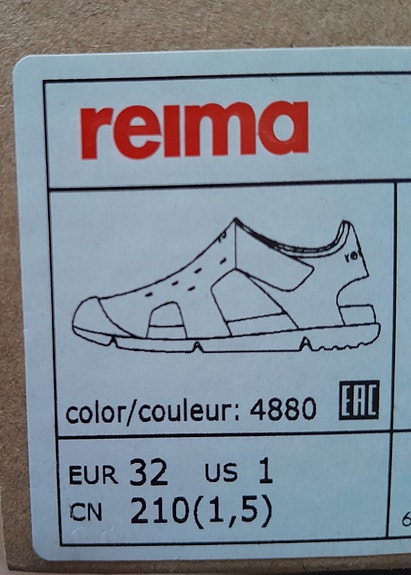 reima
color/couleur: 4880 EAC
EUR 32 US 1
CN 210(1,5)